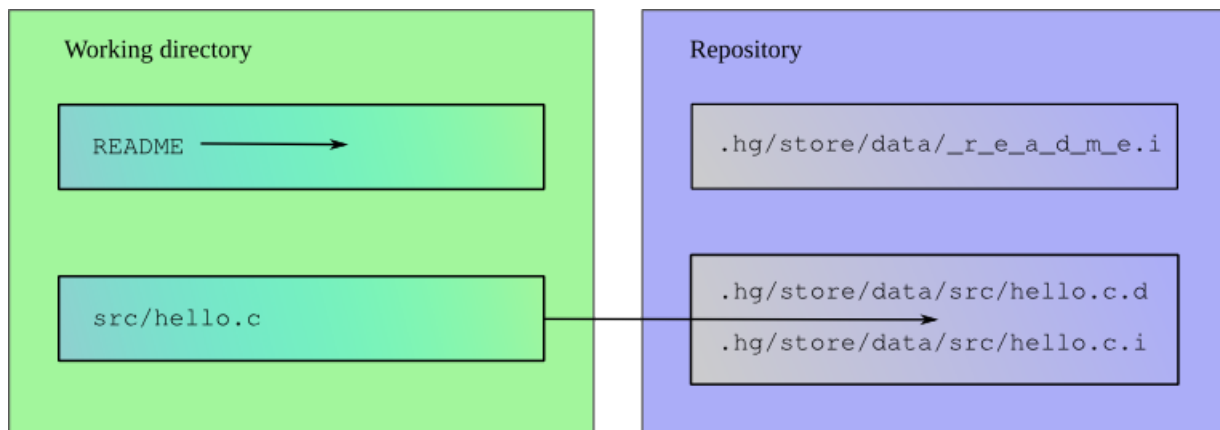 Working directory
README
src/hello.c
Repository
.hg/store/data/_r_e_a_d_m_e.i
.hg/store/data/src/hello.c.d
.hg/store/data/src/hello.c.i